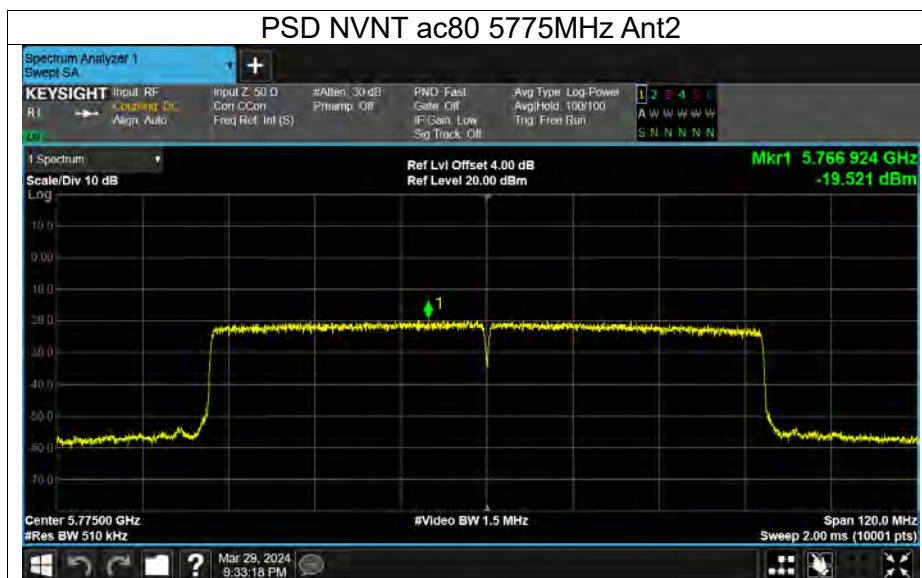 PSD NVNT ac80 5775MHz Ant2
Spectrum Analyzer 1
Swept SA
+
KEYSIGHT Input: RF Input Z: 50 Ω #Atten: 30 dB PNO: Fast Avg Type: Log-Power 1 2 3 4 5 6
Coupling: DC Corr CCorr Preamp: Off Gate: Off Avg|Hold: 100/100 A W W W W W
Align: Auto Freq Ref: Int (S) IF Gain: Low Trig: Free Run
Sig Track: Off S N N N N N
1 Spectrum
Ref Lvl Offset 4.00 dB Mkr1 5.766 924 GHz
Scale/Div 10 dB Ref Level 20.00 dBm -19.521 dBm
Log
10.0
0.00
-10.0
-20.0
1
-30.0
-40.0
-50.0
-60.0
-70.0
Center 5.77500 GHz #Video BW 1.5 MHz Span 120.0 MHz
#Res BW 510 kHz Sweep 2.00 ms (10001 pts)
? Mar 29, 2024
9:33:18 PM